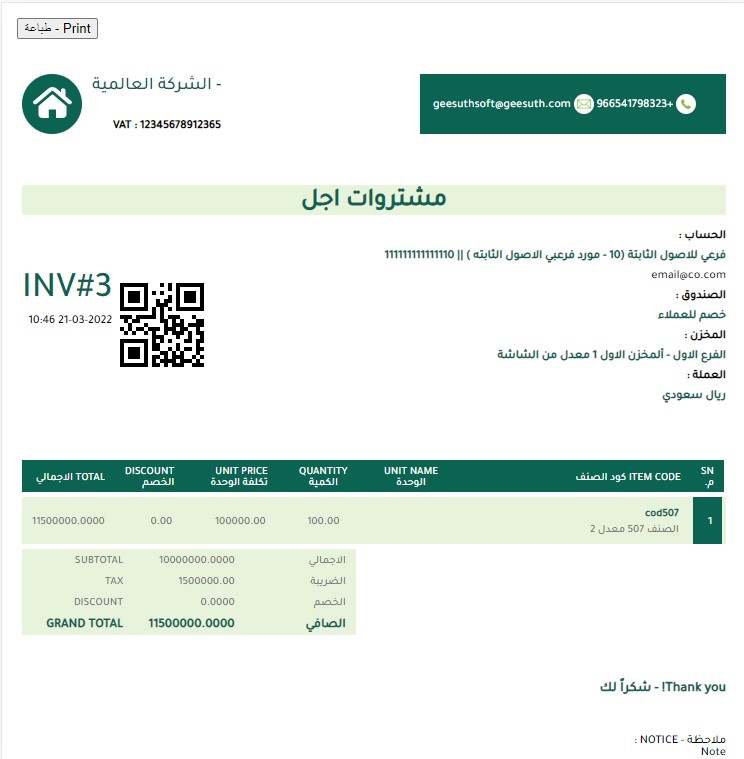 طباعة - Print
- الشركة العالمية
VAT : 12345678912365
geesuthsoft@geesuth.com 966541798323+
مشتروات اجل
الحساب :
فرعي للاصول الثابتة (10 - مورد فرعبي الاصول الثابته ) || 111111111111110
email@co.com
الصندوق :
خصم للعملاء
المخزن :
الفرع الاول - ألمخزن الاول 1 معدل من الشاشة
العملة :
ريال سعودي
INV#3
10:46 21-03-2022
SN م.
ITEM CODE كود الصنف
UNIT NAME الوحدة
UNIT PRICE تكلفة الوحدة
QUANTITY الكمية
DISCOUNT الخصم
TOTAL الاجمالي
1
cod507
الصنف 507 معدل 2
100.00
100000.00
0.00
11500000.0000
الاجمالي 10000000.0000 SUBTOTAL
الضريبة 1500000.00 TAX
الخصم 0.0000 DISCOUNT
الصافي 11500000.0000 GRAND TOTAL
Thank you! - شكراً لك
ملاحظة - NOTICE :
Note